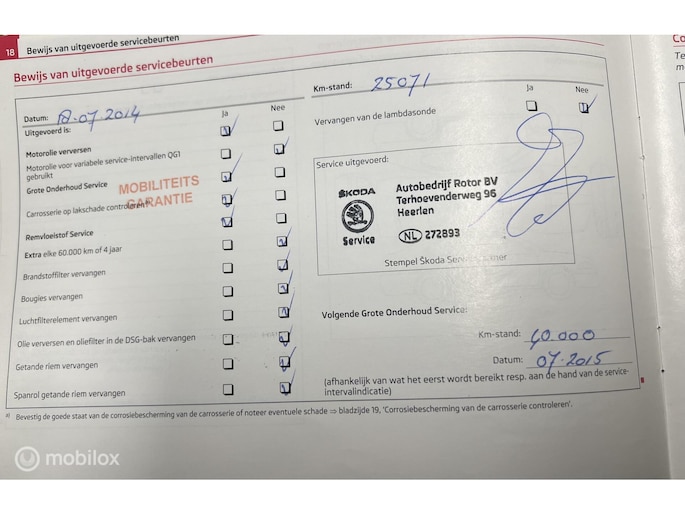 18 Bewijs van uitgevoerde servicebeurten
Bewijs van uitgevoerde servicebeurten
Datum: 18-07-2014
Uitgevoerd is: Ja Nee
Motorolie verversen
Motorolie voor variabele service-intervallen QG1
gebruikt
Grote Onderhoud Service
MOBILITEITS
GARANTIE
Carrosserie op lakschade controleren a)
Remvloeistof Service
Extra elke 60.000 km of 4 jaar
Brandstoffilter vervangen
Bougies vervangen
Luchtfilterelement vervangen
Olie verversen en oliefilter in de DSG-bak vervangen
Getande riem vervangen
Spanrol getande riem vervangen
Km-stand: 25071
Ja Nee
Vervangen van de lambdasonde
Service uitgevoerd:
ŠKODA
Service
Autobedrijf Rotor BV
Terhoevenderweg 96
Heerlen
NL 272893
Stempel Škoda
Volgende Grote Onderhoud Service:
Km-stand: 40.000
Datum: 07-2015
(afhankelijk van wat het eerst wordt bereikt resp. aan de hand van de service-
intervalindicatie)
a) Bevestig de goede staat van de corrosiebescherming van de carrosserie of noteer eventuele schade ⇒ bladzijde 19, 'Corrosiebescherming van de carrosserie controleren'.
Co
Te
m
mobilox